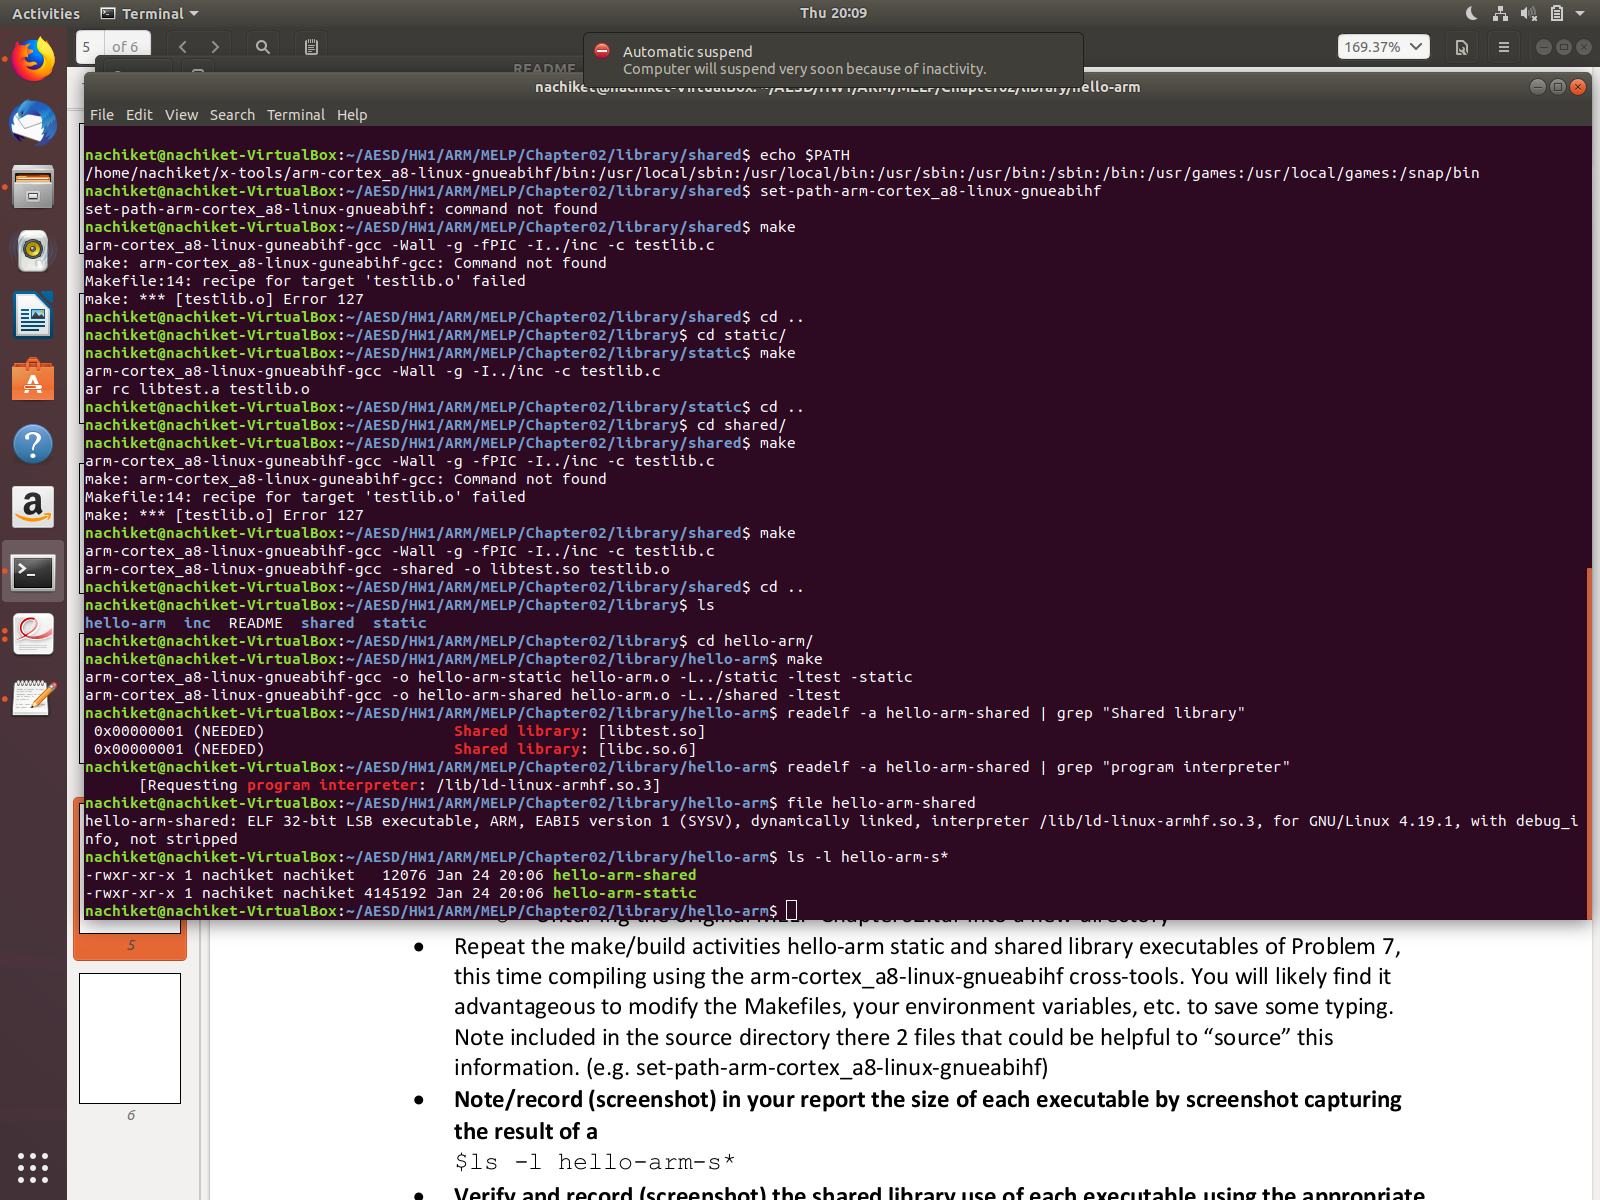 Activities Terminal Thu 20:09
5 of 6 169.37%
README
Automatic suspend
Computer will suspend very soon because of inactivity.
nachiket@nachiket-VirtualBox: ~/AESD/HW1/ARM/MELP/Chapter02/library/hello-arm
File Edit View Search Terminal Help
nachiket@nachiket-VirtualBox:~/AESD/HW1/ARM/MELP/Chapter02/library/shared$ echo $PATH
/home/nachiket/x-tools/arm-cortex_a8-linux-gnueabihf/bin:/usr/local/sbin:/usr/local/bin:/usr/sbin:/usr/bin:/sbin:/bin:/usr/games:/usr/local/games:/snap/bin
nachiket@nachiket-VirtualBox:~/AESD/HW1/ARM/MELP/Chapter02/library/shared$ set-path-arm-cortex_a8-linux-gnueabihf
set-path-arm-cortex_a8-linux-gnueabihf: command not found
nachiket@nachiket-VirtualBox:~/AESD/HW1/ARM/MELP/Chapter02/library/shared$ make
arm-cortex_a8-linux-guneabihf-gcc -Wall -g -fPIC -I../inc -c testlib.c
make: arm-cortex_a8-linux-guneabihf-gcc: Command not found
Makefile:14: recipe for target 'testlib.o' failed
make: *** [testlib.o] Error 127
nachiket@nachiket-VirtualBox:~/AESD/HW1/ARM/MELP/Chapter02/library/shared$ cd ..
nachiket@nachiket-VirtualBox:~/AESD/HW1/ARM/MELP/Chapter02/library$ cd static/
nachiket@nachiket-VirtualBox:~/AESD/HW1/ARM/MELP/Chapter02/library/static$ make
arm-cortex_a8-linux-gnueabihf-gcc -Wall -g -I../inc -c testlib.c
ar rc libtest.a testlib.o
nachiket@nachiket-VirtualBox:~/AESD/HW1/ARM/MELP/Chapter02/library/static$ cd ..
nachiket@nachiket-VirtualBox:~/AESD/HW1/ARM/MELP/Chapter02/library$ cd shared/
nachiket@nachiket-VirtualBox:~/AESD/HW1/ARM/MELP/Chapter02/library/shared$ make
arm-cortex_a8-linux-guneabihf-gcc -Wall -g -fPIC -I../inc -c testlib.c
make: arm-cortex_a8-linux-guneabihf-gcc: Command not found
Makefile:14: recipe for target 'testlib.o' failed
make: *** [testlib.o] Error 127
nachiket@nachiket-VirtualBox:~/AESD/HW1/ARM/MELP/Chapter02/library/shared$ make
arm-cortex_a8-linux-gnueabihf-gcc -Wall -g -fPIC -I../inc -c testlib.c
arm-cortex_a8-linux-gnueabihf-gcc -shared -o libtest.so testlib.o
nachiket@nachiket-VirtualBox:~/AESD/HW1/ARM/MELP/Chapter02/library/shared$ cd ..
nachiket@nachiket-VirtualBox:~/AESD/HW1/ARM/MELP/Chapter02/library$ ls
hello-arm inc README shared static
nachiket@nachiket-VirtualBox:~/AESD/HW1/ARM/MELP/Chapter02/library$ cd hello-arm/
nachiket@nachiket-VirtualBox:~/AESD/HW1/ARM/MELP/Chapter02/library/hello-arm$ make
arm-cortex_a8-linux-gnueabihf-gcc -o hello-arm-static hello-arm.o -L../static -ltest -static
arm-cortex_a8-linux-gnueabihf-gcc -o hello-arm-shared hello-arm.o -L../shared -ltest
nachiket@nachiket-VirtualBox:~/AESD/HW1/ARM/MELP/Chapter02/library/hello-arm$ readelf -a hello-arm-shared | grep "Shared library"
0x00000001 (NEEDED) Shared library: [libtest.so]
0x00000001 (NEEDED) Shared library: [libc.so.6]
nachiket@nachiket-VirtualBox:~/AESD/HW1/ARM/MELP/Chapter02/library/hello-arm$ readelf -a hello-arm-shared | grep "program interpreter"
[Requesting program interpreter: /lib/ld-linux-armhf.so.3]
nachiket@nachiket-VirtualBox:~/AESD/HW1/ARM/MELP/Chapter02/library/hello-arm$ file hello-arm-shared
hello-arm-shared: ELF 32-bit LSB executable, ARM, EABI5 version 1 (SYSV), dynamically linked, interpreter /lib/ld-linux-armhf.so.3, for GNU/Linux 4.19.1, with debug_i
nfo, not stripped
nachiket@nachiket-VirtualBox:~/AESD/HW1/ARM/MELP/Chapter02/library/hello-arm$ ls -l hello-arm-s*
-rwxr-xr-x 1 nachiket nachiket 12076 Jan 24 20:06 hello-arm-shared
-rwxr-xr-x 1 nachiket nachiket 4145192 Jan 24 20:06 hello-arm-static
nachiket@nachiket-VirtualBox:~/AESD/HW1/ARM/MELP/Chapter02/library/hello-arm$
into a new directory
5
• Repeat the make/build activities hello-arm static and shared library executables of Problem 7,
this time compiling using the arm-cortex_a8-linux-gnueabihf cross-tools. You will likely find it
advantageous to modify the Makefiles, your environment variables, etc. to save some typing.
Note included in the source directory there 2 files that could be helpful to “source” this
information. (e.g. set-path-arm-cortex_a8-linux-gnueabihf)
6
• Note/record (screenshot) in your report the size of each executable by screenshot capturing
the result of a
$ls -l hello-arm-s*
• Verify and record (screenshot) the shared library use of each executable using the appropriate